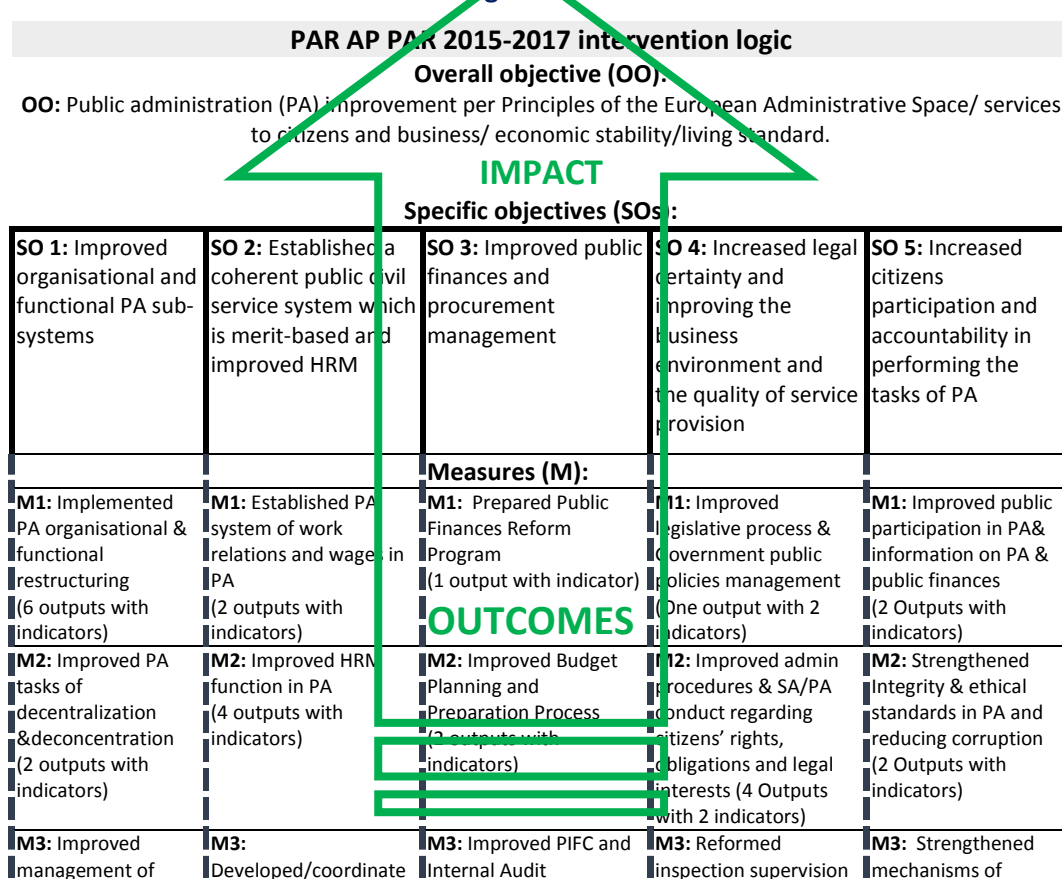 PAR AP PAR 2015-2017 intervention logic
Overall objective (OO):
OO: Public administration (PA) improvement per Principles of the European Administrative Space/ services
to citizens and business/ economic stability/living standard.
IMPACT
Specific objectives (SOs):
SO 1: Improved
organisational and
functional PA sub-
systems
SO 2: Established a
coherent public civil
service system which
is merit-based and
improved HRM
SO 3: Improved public
finances and
procurement
management
SO 4: Increased legal
certainty and
improving the
business
environment and
the quality of service
provision
SO 5: Increased
citizens
participation and
accountability in
performing the
tasks of PA
Measures (M):
M1: Implemented
PA organisational &
functional
restructuring
(6 outputs with
indicators)
M1: Established PA
system of work
relations and wages in
PA
(2 outputs with
indicators)
M1: Prepared Public
Finances Reform
Program
(1 output with indicator)
OUTCOMES
M1: Improved
legislative process &
Government public
policies management
(One output with 2
indicators)
M1: Improved public
participation in PA&
information on PA &
public finances
(2 Outputs with
indicators)
M2: Improved PA
tasks of
decentralization
&deconcentration
(2 outputs with
indicators)
M2: Improved HRM
function in PA
(4 outputs with
indicators)
M2: Improved Budget
Planning and
Preparation Process
(2 outputs with
indicators)
M2: Improved admin
procedures & SA/PA
conduct regarding
citizens’ rights,
obligations and legal
interests (4 Outputs
with 2 indicators)
M2: Strengthened
Integrity & ethical
standards in PA and
reducing corruption
(2 Outputs with
indicators)
M3: Improved
management of
M3:
Developed/coordinate
M3: Improved PIFC and
Internal Audit
M3: Reformed
inspection supervision
M3: Strengthened
mechanisms of